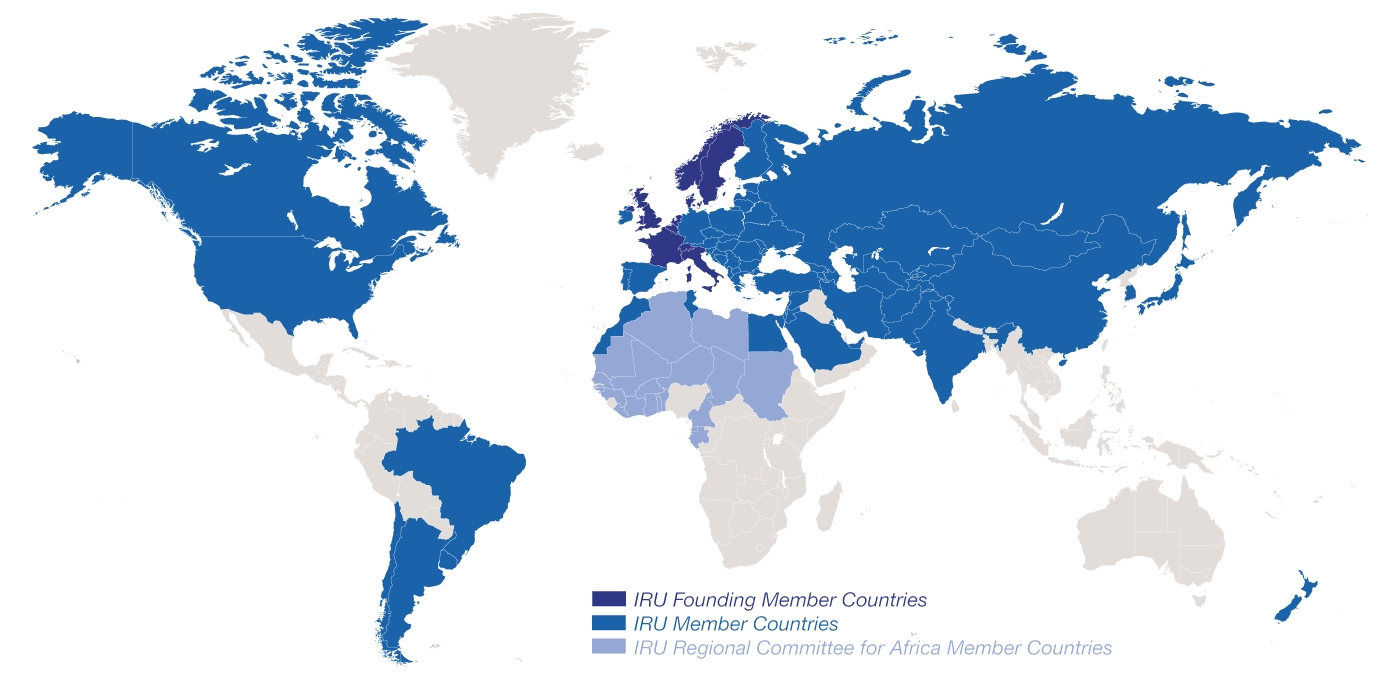 IRU Founding Member Countries
IRU Member Countries
IRU Regional Committee for Africa Member Countries